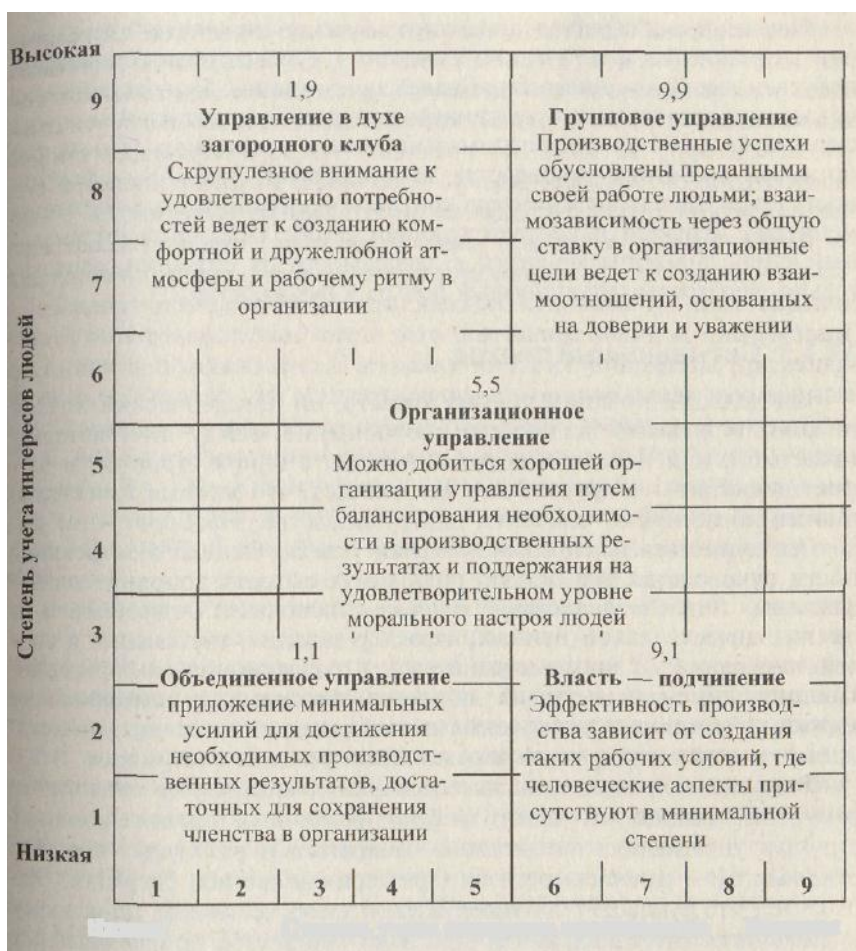 Высокая
9
8
7
6
5
4
3
2
1
Низкая
Степень учета интересов людей
1,9
Управление в духе
загородного клуба
Скрупулезное внимание к
удовлетворению потребно-
стей ведет к созданию ком-
фортной и дружелюбной ат-
мосферы и рабочему ритму в
организации
9,9
Групповое управление
Производственные успехи
обусловлены преданными
своей работе людьми; взаи-
мозависимость через общую
ставку в организационные
цели ведет к созданию взаи-
моотношений, основанных
на доверии и уважении
5,5
Организационное
управление
Можно добиться хорошей ор-
ганизации управления путем
балансирования необходимо-
сти в производственных ре-
зультатах и поддержания на
удовлетворительном уровне
морального настроя людей
1,1
Объединенное управление
приложение минимальных
усилий для достижения
необходимых производст-
венных результатов, доста-
точных для сохранения
членства в организации
9,1
Власть — подчинение
Эффективность производ-
ства зависит от создания
таких рабочих условий, где
человеческие аспекты при-
сутствуют в минимальной
степени
1 2 3 4 5 6 7 8 9